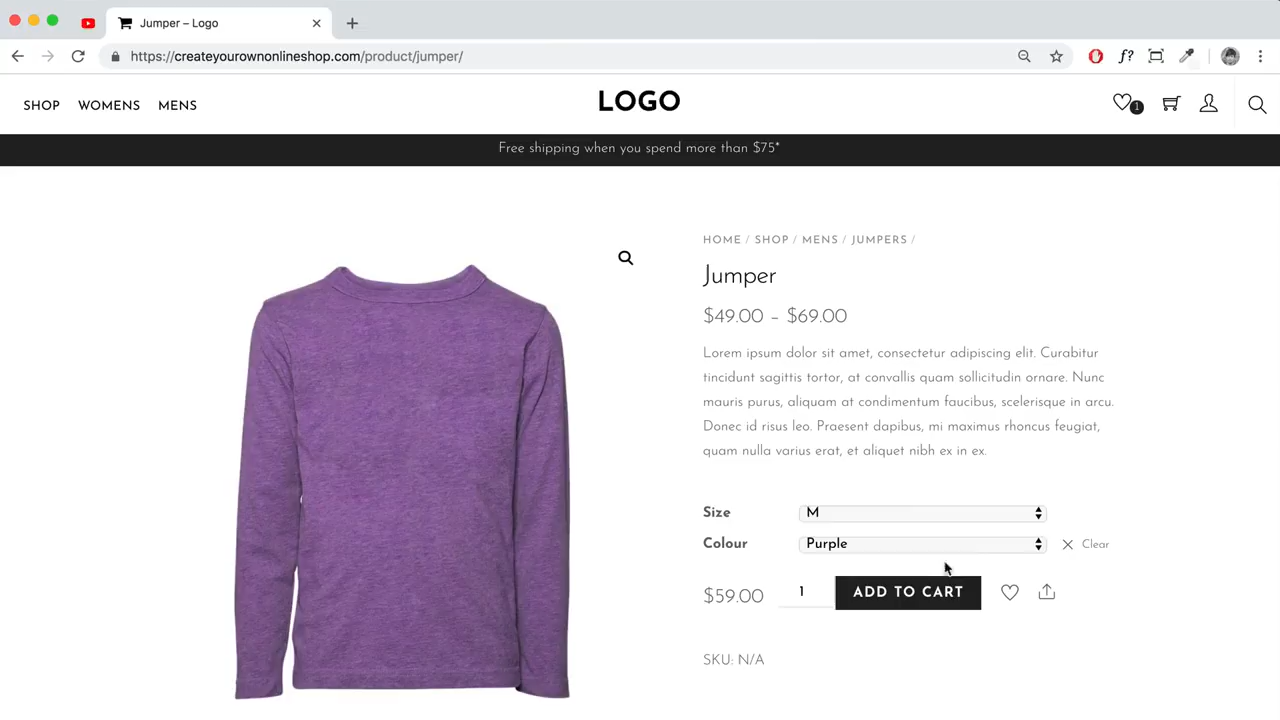 Jumper – Logo
https://createyourownonlineshop.com/product/jumper/
f?
SHOP WOMENS MENS
LOGO
1
Free shipping when you spend more than $75*
HOME / SHOP / MENS / JUMPERS /
Jumper
$49.00 – $69.00
Lorem ipsum dolor sit amet, consectetur adipiscing elit. Curabitur
tincidunt sagittis tortor, at convallis quam sollicitudin ornare. Nunc
mauris purus, aliquam at condimentum faucibus, scelerisque in arcu.
Donec id risus leo. Praesent dapibus, mi maximus rhoncus feugiat,
quam nulla varius erat, et aliquet nibh ex in ex.
Size M
Colour Purple Clear
$59.00 1 ADD TO CART
SKU: N/A